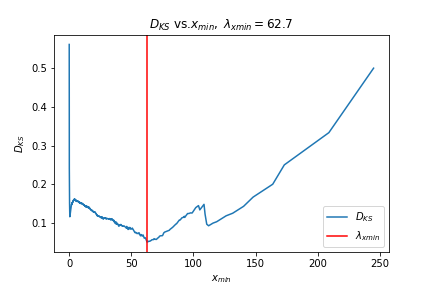 D_KS vs.x_min, λ_xmin = 62.7
0.5
0.4
0.3
0.2
0.1
D_KS
0 50 100 150 200 250
x_min
D_KS
λ_xmin